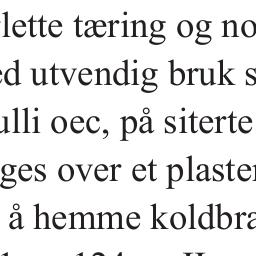 lette tæring og no
ed utvendig bruk s
ulli oec, på siterte
ges over et plaster
å hemme koldbra